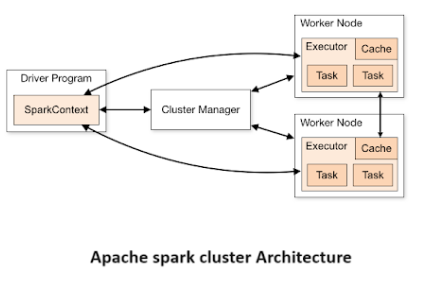 Driver Program
SparkContext
Cluster Manager
Worker Node
Executor
Cache
Task
Task
Worker Node
Executor
Cache
Task
Task
Apache spark cluster Architecture